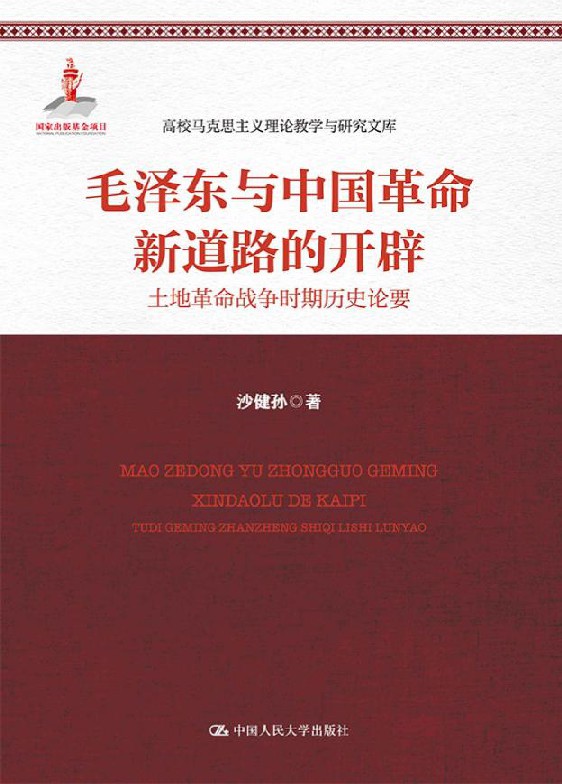 国家出版基金项目
NATIONAL PUBLICATION FOUNDATION
高校马克思主义理论教学与研究文库
毛泽东与中国革命
新道路的开辟
土地革命战争时期历史论要
沙健孙◎著
MAO ZEDONG YU ZHONGGUO GEMING
XINDAOLU DE KAIPI
TUDI GEMING ZHANZHENG SHIQI LISHI LUNYAO
中国人民大学出版社